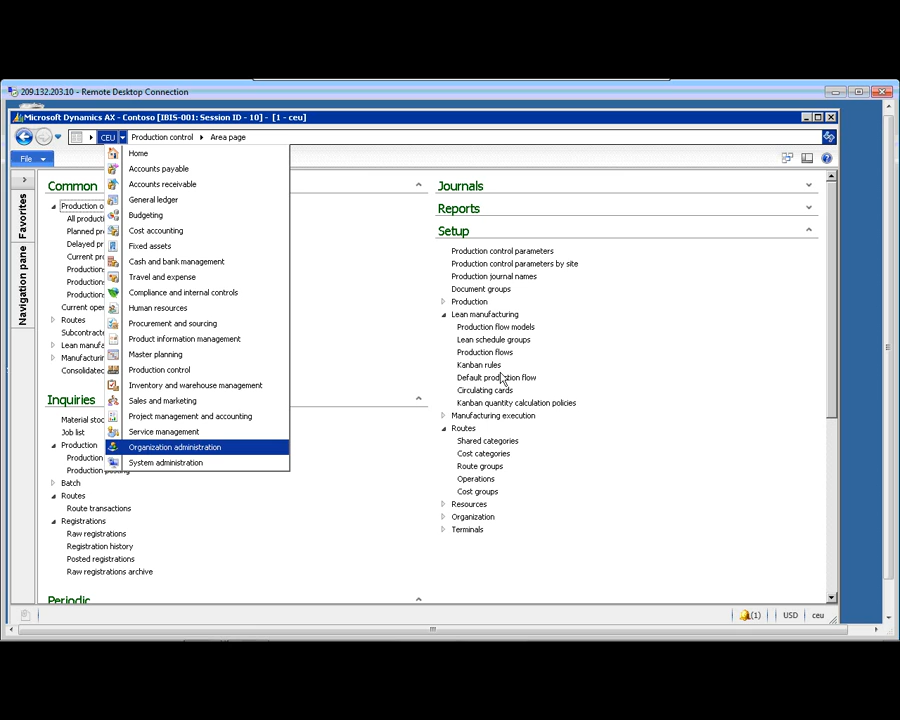 209.132.203.10 - Remote Desktop Connection
Microsoft Dynamics AX - Contoso [IBIS-001: Session ID - 10] - [1 - ceu]
CEU
Production control
Area page
File
Favorites
Navigation pane
Home
Accounts payable
Accounts receivable
General ledger
Budgeting
Cost accounting
Fixed assets
Cash and bank management
Travel and expense
Compliance and internal controls
Human resources
Procurement and sourcing
Product information management
Master planning
Production control
Inventory and warehouse management
Sales and marketing
Project management and accounting
Service management
Organization administration
System administration
Common
Production o
All producti
Planned pr
Delayed pr
Current pr
Production
Production
Production
Current oper
Routes
Subcontracte
Lean manufa
Manufacturin
Consolidated
Inquiries
Material stoc
Job list
Production
Production
Production posting
Batch
Routes
Route transactions
Registrations
Raw registrations
Registration history
Posted registrations
Raw registrations archive
Periodic
Journals
Reports
Setup
Production control parameters
Production control parameters by site
Production journal names
Document groups
Production
Lean manufacturing
Production flow models
Lean schedule groups
Production flows
Kanban rules
Default production flow
Circulating cards
Kanban quantity calculation policies
Manufacturing execution
Routes
Shared categories
Cost categories
Route groups
Operations
Cost groups
Resources
Organization
Terminals
(1)
USD
ceu